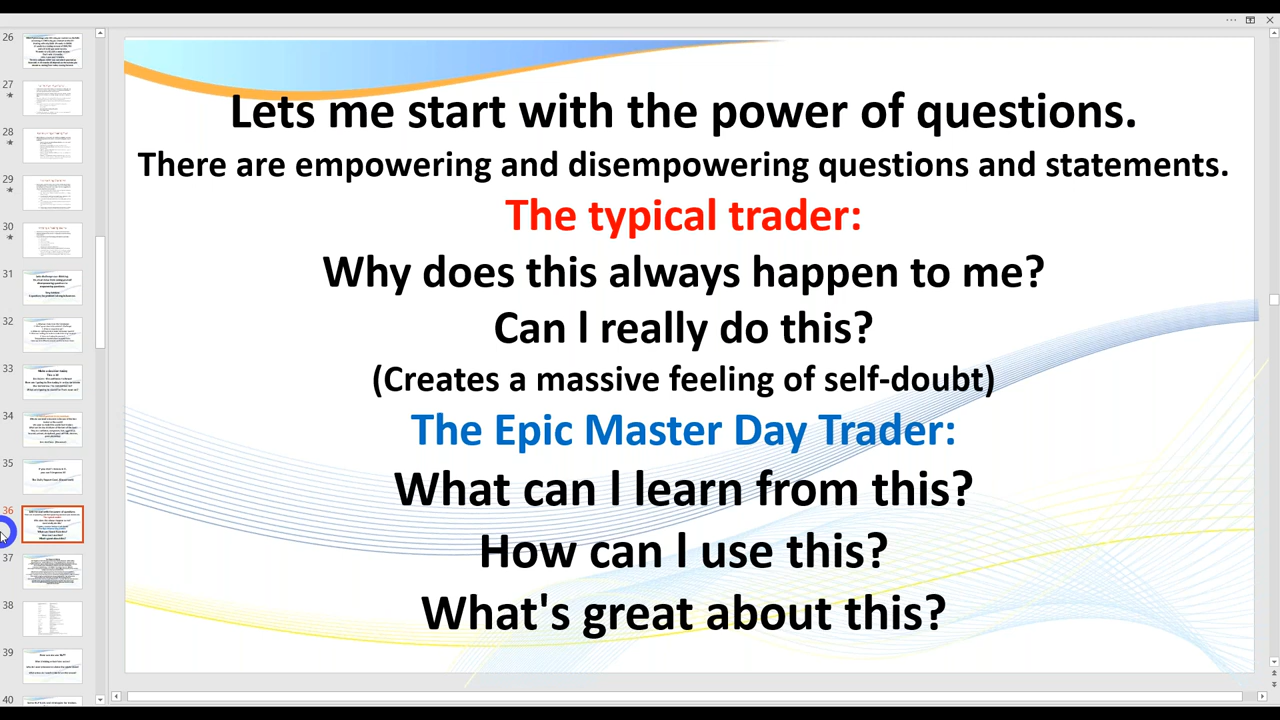 Lets me start with the power of questions.
There are empowering and disempowering questions and statements.
The typical trader:
Why does this always happen to me?
Can I really do this?
(Creates a massive feeling of self-doubt)
The Epic Master Day Trader:
What can I learn from this?
How can I use this?
What's great about this?
26
27
28
29
30
31
32
33
34
35
36
37
38
39
40